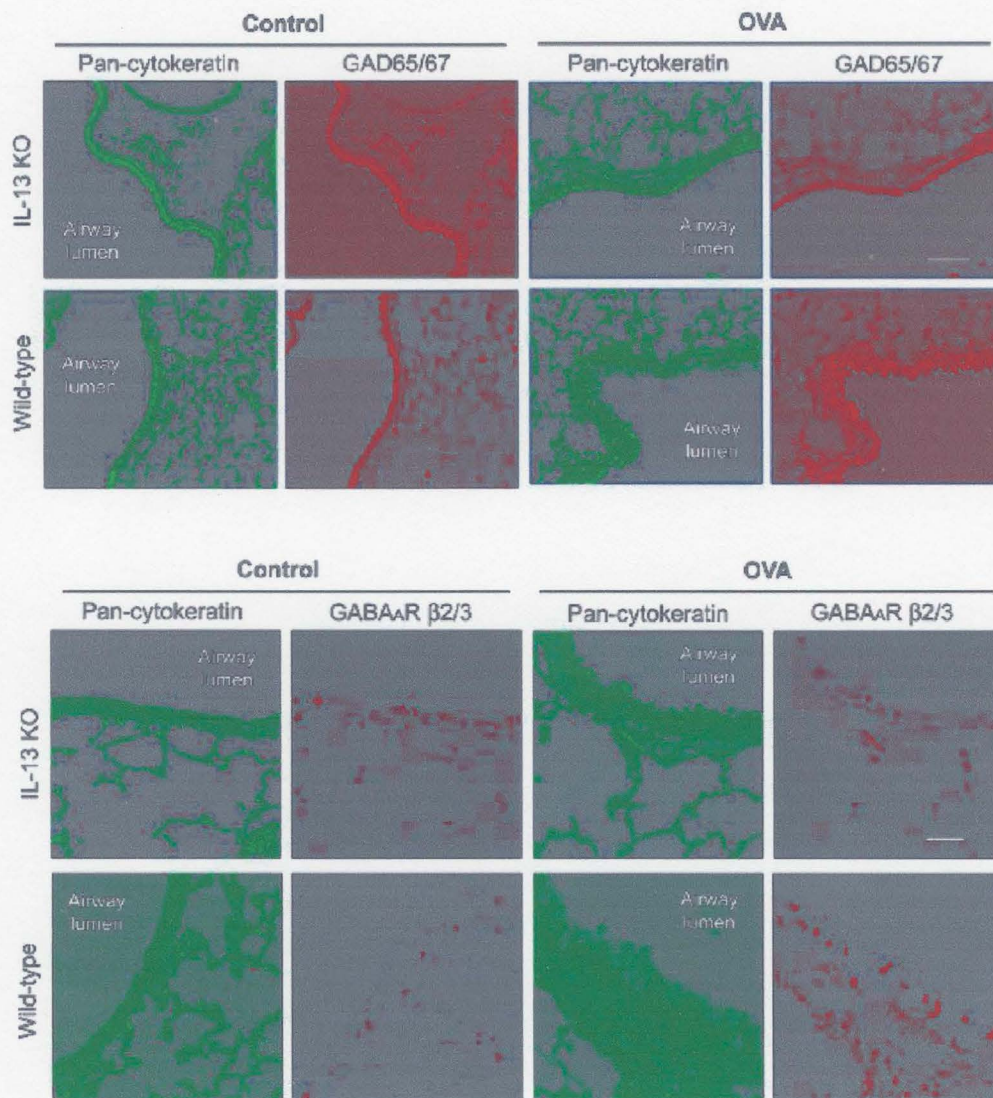 Control OVA
Pan-cytokeratin GAD65/67 Pan-cytokeratin GAD65/67
IL-13 KO
Airway
lumen
Airway
lumen
Wild-type
Airway
lumen
Airway
lumen
Control OVA
Pan-cytokeratin GABAAR β2/3 Pan-cytokeratin GABAAR β2/3
IL-13 KO
Airway
lumen
Airway
lumen
Wild-type
Airway
lumen
Airway
lumen